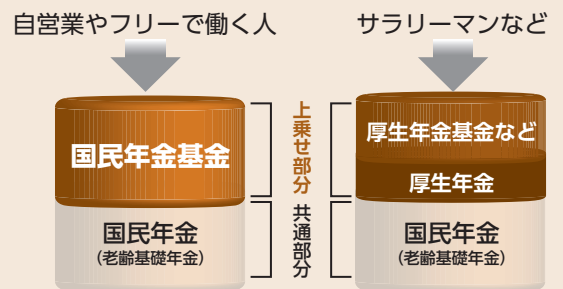 自営業やフリーで働く人
サラリーマンなど
国民年金基金
国民年金
(老齢基礎年金)
上乗せ部分
共通部分
厚生年金基金など
厚生年金
国民年金
(老齢基礎年金)